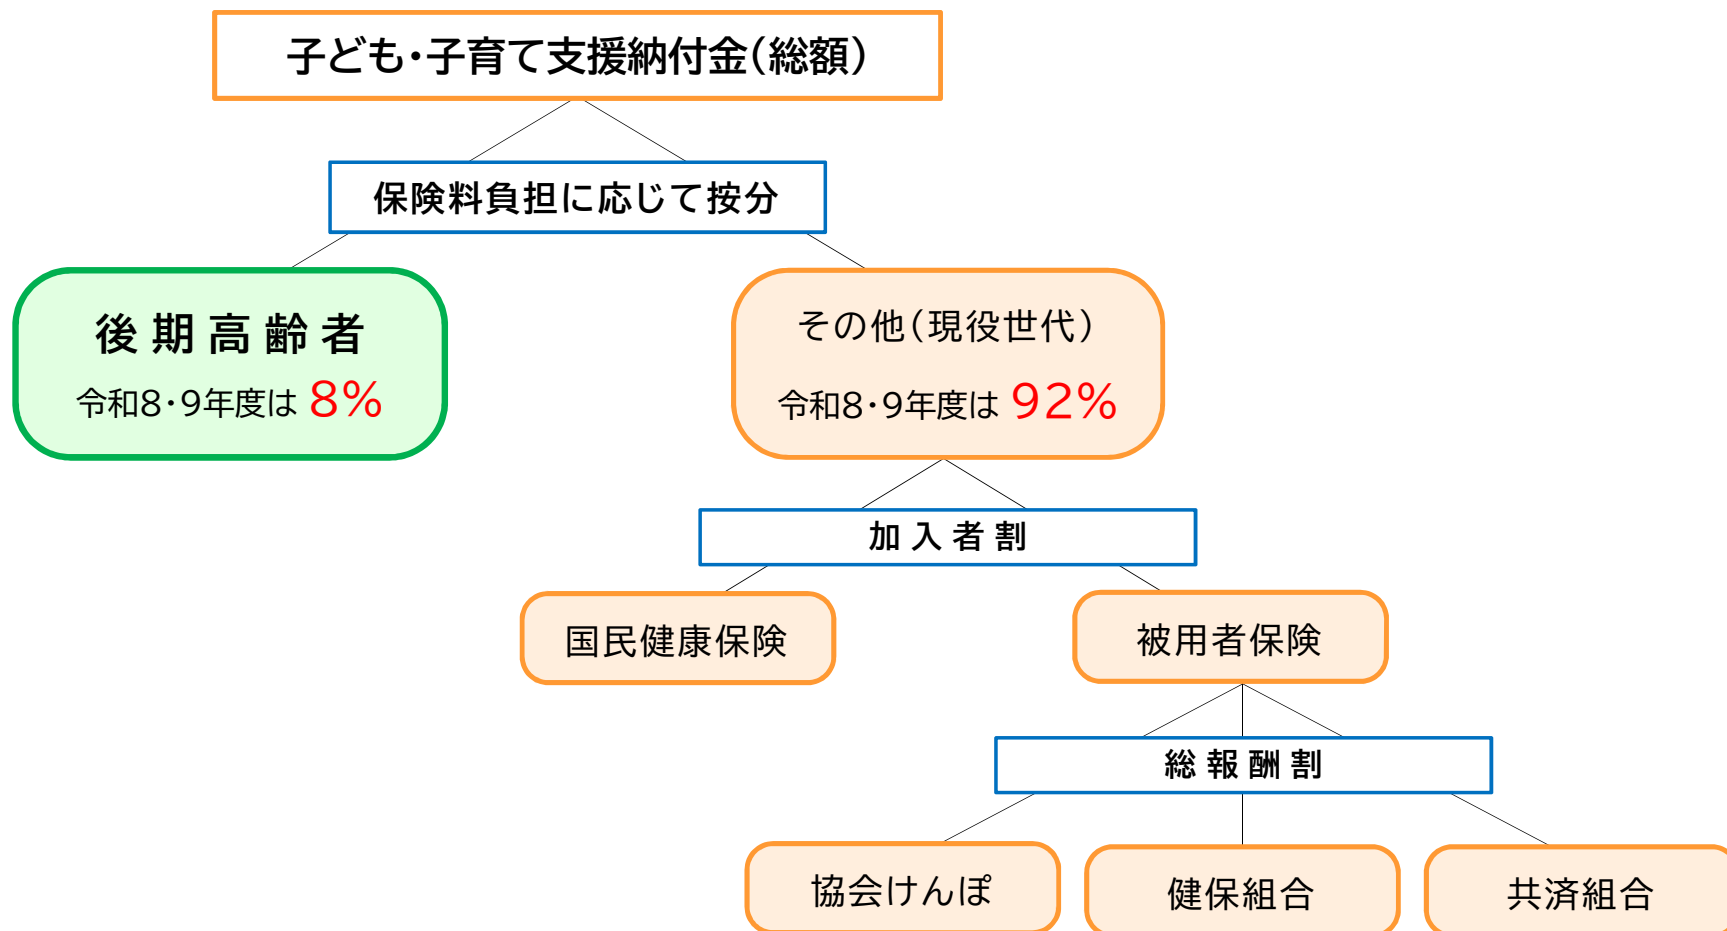 子ども・子育て支援納付金(総額)
保険料負担に応じて按分
後期高齢者
令和8・9年度は 8%
その他(現役世代)
令和8・9年度は 92%
加入者割
国民健康保険
被用者保険
総報酬割
協会けんぽ
健保組合
共済組合